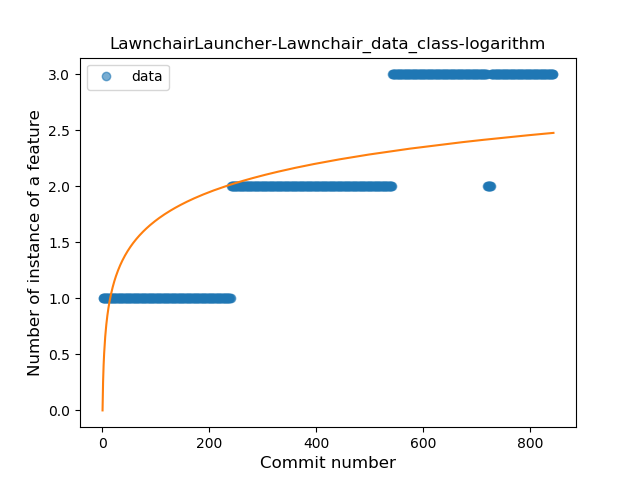 LawnchairLauncher-Lawnchair_data_class-logarithm
data
Number of instance of a feature
3.0
2.5
2.0
1.5
1.0
0.5
0.0
0 200 400 600 800
Commit number